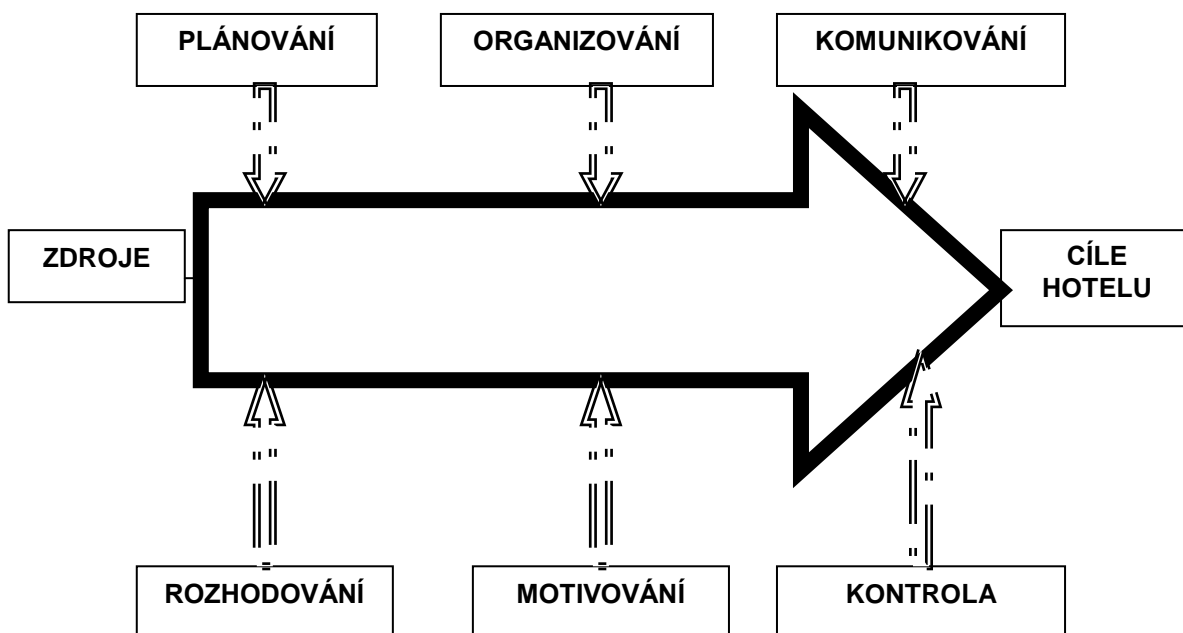 PLÁNOVÁNÍ
ORGANIZOVÁNÍ
KOMUNIKOVÁNÍ
ZDROJE
CÍLE
HOTELU
ROZHODOVÁNÍ
MOTIVOVÁNÍ
KONTROLA